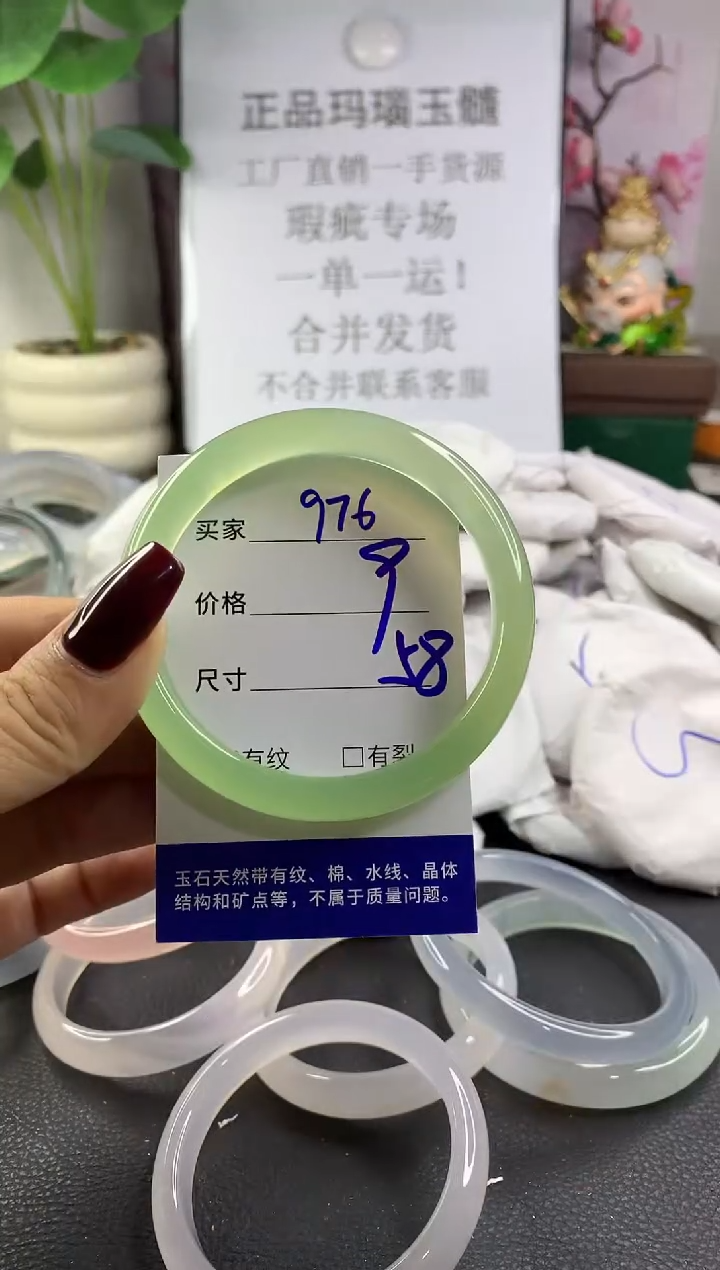 正品玛瑙玉髓
工厂直销一手货源
瑕疵专场
一单一运！
合并发货
不合并联系客服
买家 976
价格 9
尺寸 58
有纹 □有裂
玉石天然带有纹、棉、水线、晶体
结构和矿点等，不属于质量问题。